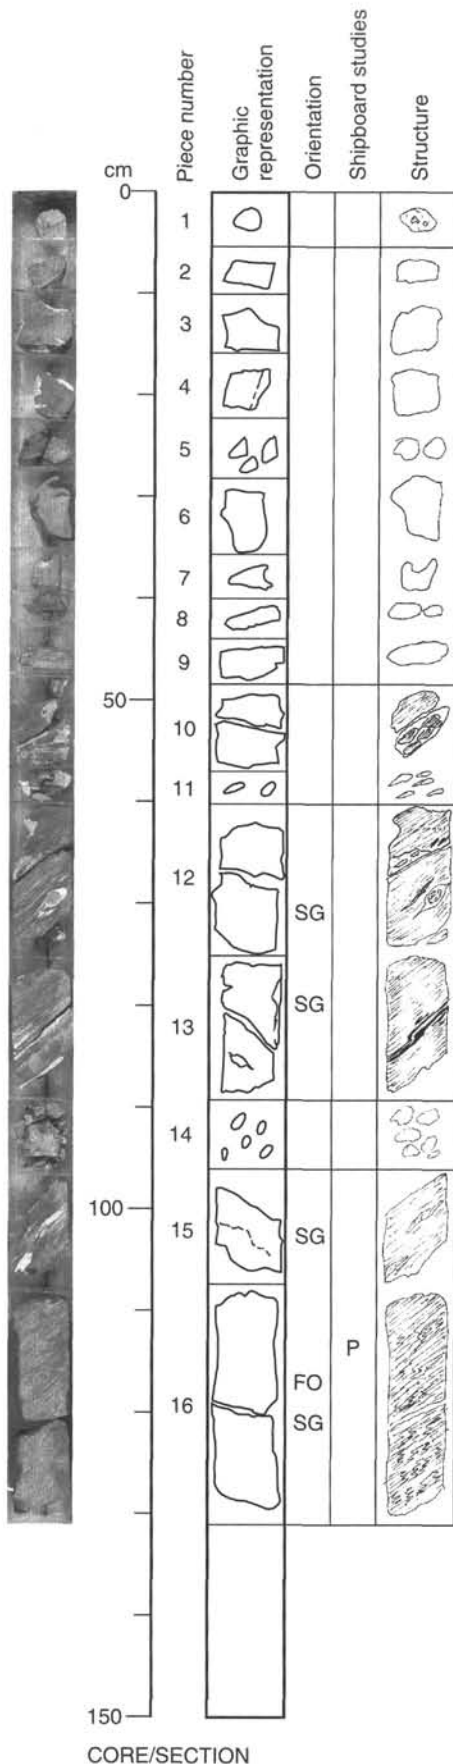 cm
Piece number
Graphic representation
Orientation
Shipboard studies
Structure
0
1
2
3
4
5
6
7
8
9
50
10
11
12
SG
SG
13
14
100
15
SG
P
FO
16
SG
150
CORE/SECTION